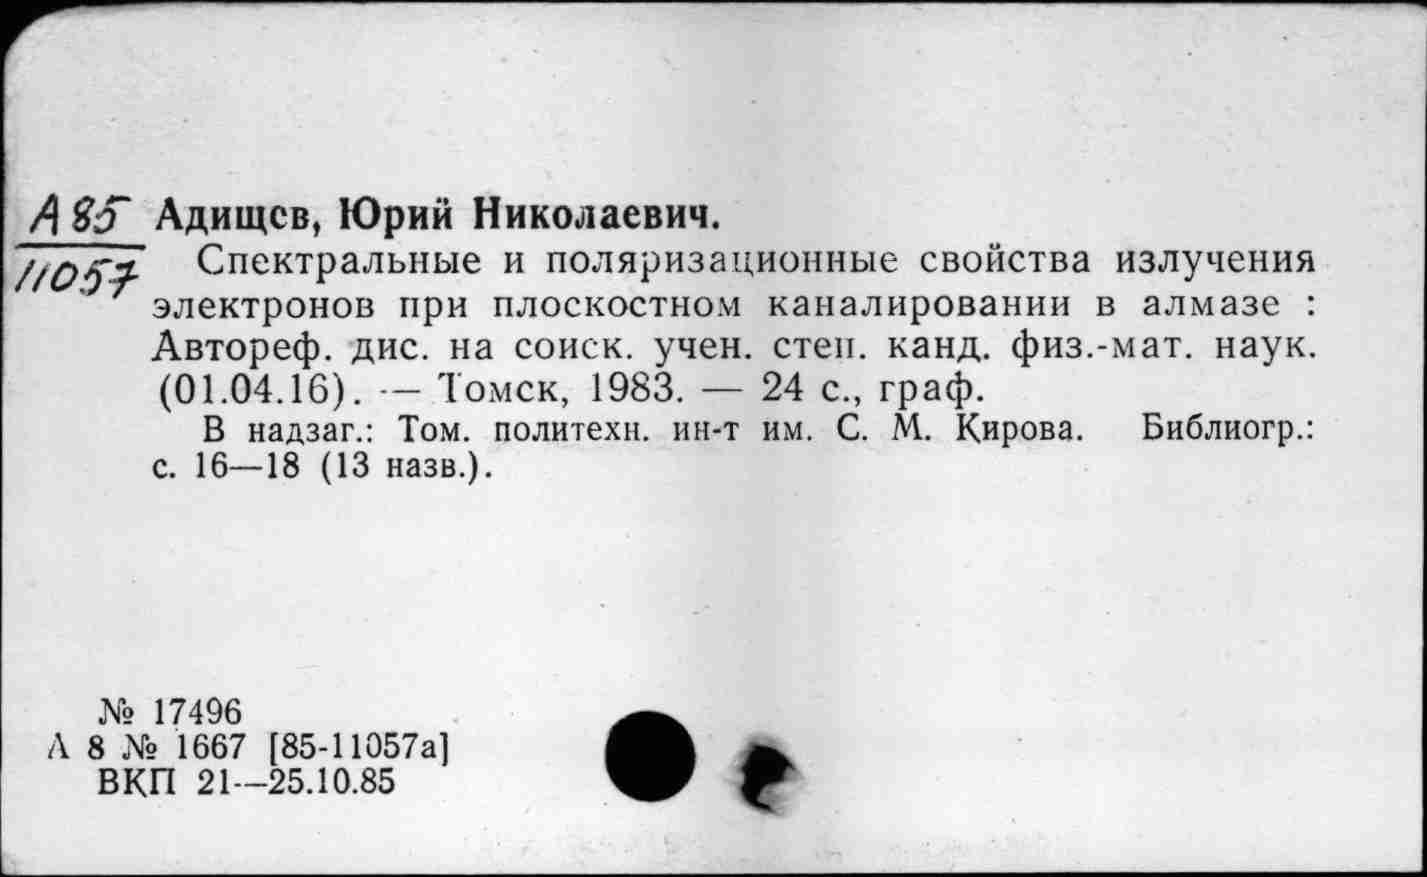 А85 Адищев, Юрий Николаевич.
11057 Спектральные и поляризационные свойства излучения
электронов при плоскостном каналировании в алмазе :
Автореф. дис. на соиск. учен. степ. канд. физ.-мат. наук.
(01.04.16). — Томск, 1983. — 24 с., граф.
В надзаг.: Том. политехн. ин-т им. С. М. Кирова. Библиогр.:
с. 16—18 (13 назв.).
№ 17496
А 8 № 1667 [85-11057а]
ВКП 21—25.10.85